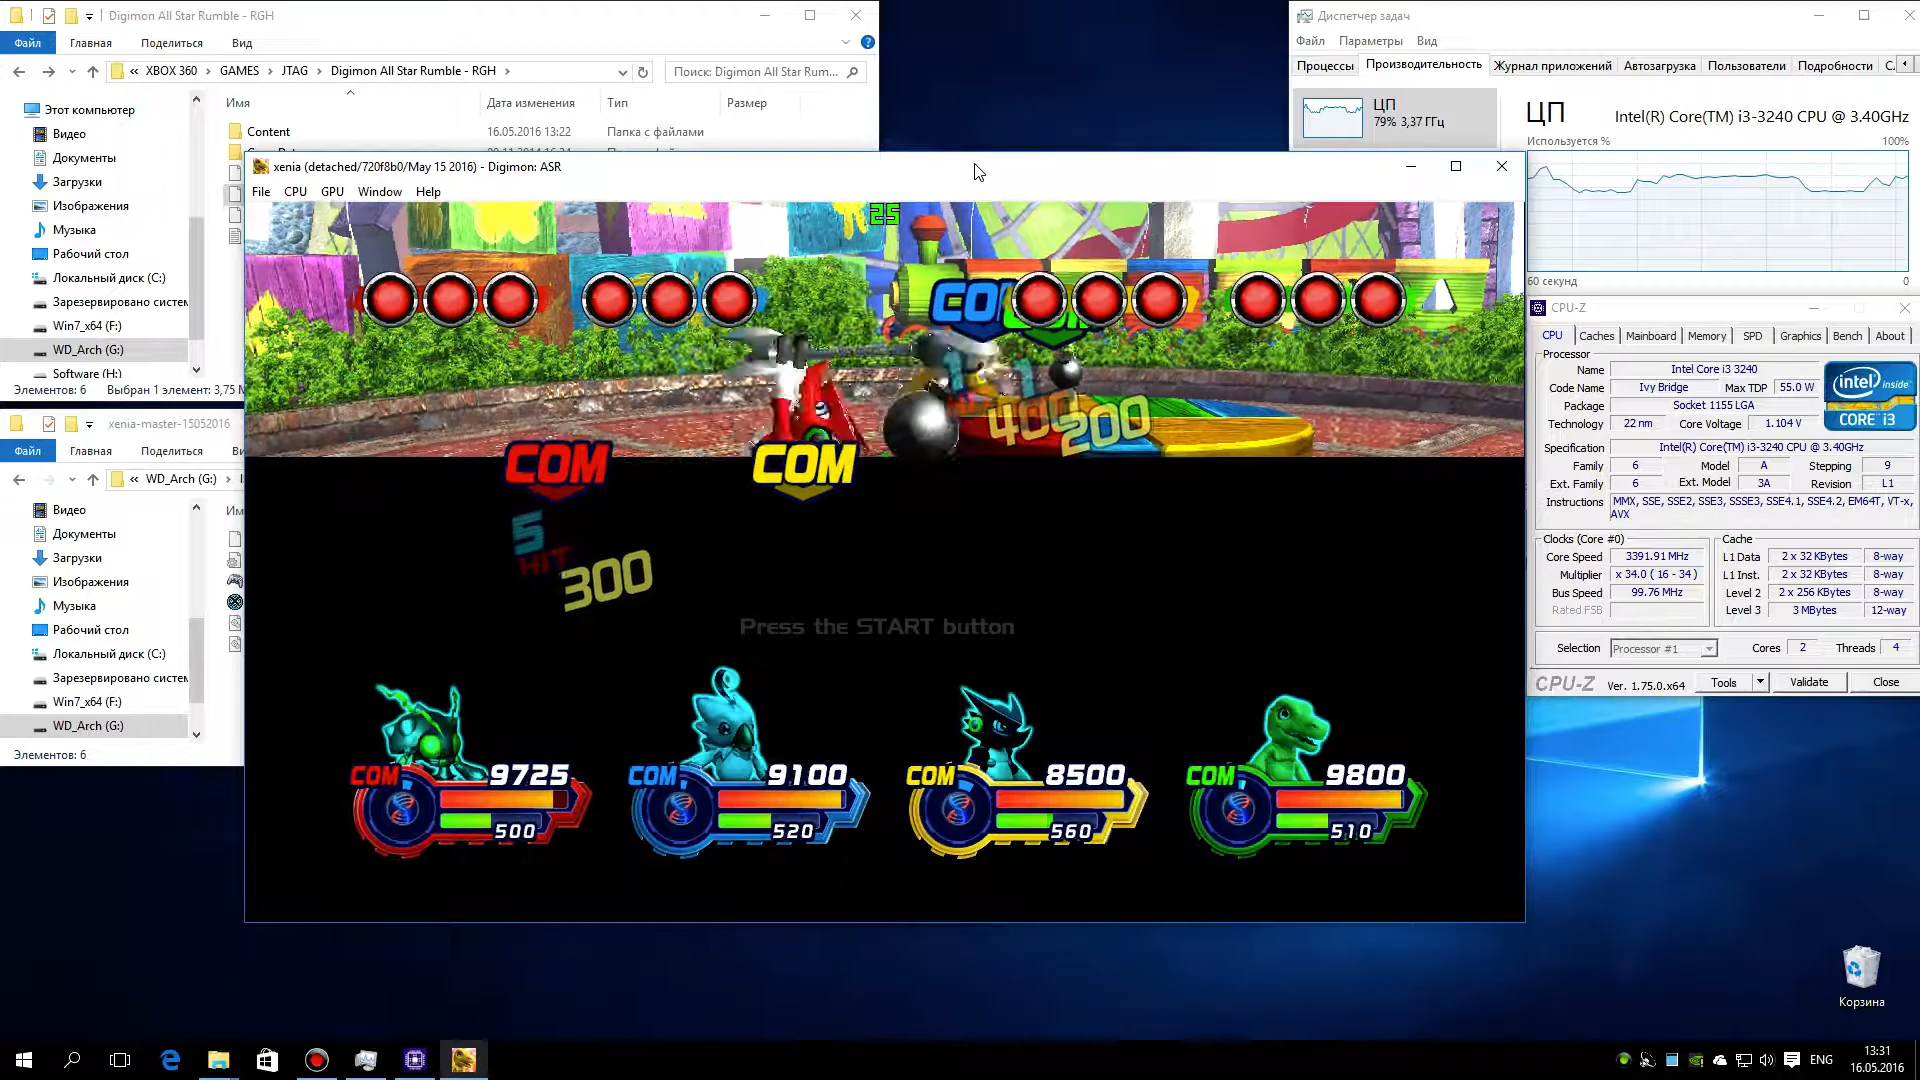 Digimon All Star Rumble - RGH
Файл Главная Поделиться Вид
« XBOX 360 GAMES JTAG Digimon All Star Rumble - RGH
Поиск: Digimon All Star Rum...
Имя Дата изменения Тип Размер
Content 16.05.2016 13:22 Папка с файлами
Этот компьютер
Видео
Документы
Загрузки
Изображения
Музыка
Рабочий стол
Локальный диск (C:)
Зарезервировано систем
Win7_x64 (F:)
WD_Arch (G:)
Software (H:)
Элементов: 6 Выбран 1 элемент: 3,75 М
xenia-master-15052016
Файл Главная Поделиться
« WD_Arch (G:)
Видео
Документы
Загрузки
Изображения
Музыка
Рабочий стол
Локальный диск (C:)
Зарезервировано систем
Win7_x64 (F:)
WD_Arch (G:)
Элементов: 6
xenia (detached/720f8b0/May 15 2016) - Digimon: ASR
File CPU GPU Window Help
25
COM COM
400 200
5
HIT
300
Press the START button
COM 9725
500
COM 9100
520
COM 8500
560
COM 9800
510
Диспетчер задач
Файл Параметры Вид
Процессы Производительность Журнал приложений Автозагрузка Пользователи Подробности
ЦП
79% 3,37 ГГц
ЦП Intel(R) Core(TM) i3-3240 CPU @ 3.40GHz
Используется % 100%
60 секунд 0
CPU-Z
CPU Caches Mainboard Memory SPD Graphics Bench About
Processor
Name Intel Core i3 3240
Code Name Ivy Bridge Max TDP 55.0 W
Package Socket 1155 LGA
Technology 22 nm Core Voltage 1.104 V
intel inside
CORE i3
Specification Intel(R) Core(TM) i3-3240 CPU @ 3.40GHz
Family 6 Model A Stepping 9
Ext. Family 6 Ext. Model 3A Revision L1
Instructions MMX, SSE, SSE2, SSE3, SSSE3, SSE4.1, SSE4.2, EM64T, VT-x,
AVX
Clocks (Core #0)
Core Speed 3391.91 MHz
Multiplier x 34.0 ( 16 - 34 )
Bus Speed 99.76 MHz
Rated FSB
Cache
L1 Data 2 x 32 KBytes 8-way
L1 Inst. 2 x 32 KBytes 8-way
Level 2 2 x 256 KBytes 8-way
Level 3 3 MBytes 12-way
Selection Processor #1 Cores 2 Threads 4
CPU-Z Ver. 1.75.0.x64 Tools Validate Close
Корзина
ENG
13:31
16.05.2016